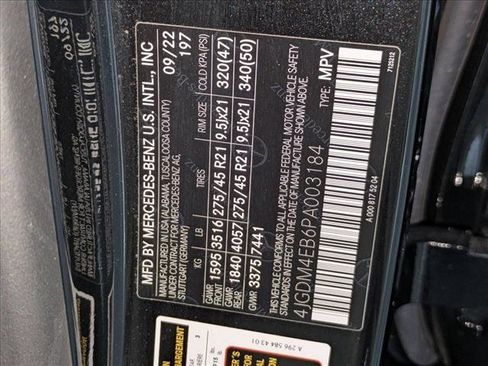 MFD BY MERCEDES-BENZ U.S. INTL., INC
MADE IN USA (ALABAMA, TUSCALOOSA COUNTY)
UNDER CONTRACT FOR MERCEDES-BENZ AG,
STUTTGART (GERMANY)
09/22
197
KG LB TIRES RIM SIZE COLD KPA(PSI)
GAWR FRONT 1595 3516 275/45 R21 9,5Jx21 320(47)
GAWR REAR 1840 4057 275/45 R21 9,5Jx21 340(50)
GVWR 3375 7441
THIS VEHICLE CONFORMS TO ALL APPLICABLE FEDERAL MOTOR VEHICLE SAFETY
STANDARDS IN EFFECT ON THE DATE OF MANUFACTURE SHOWN ABOVE.
4JGDM4EB6PA003184 TYPE: MPV
A 000 817 52 04
A 296 584 43 01